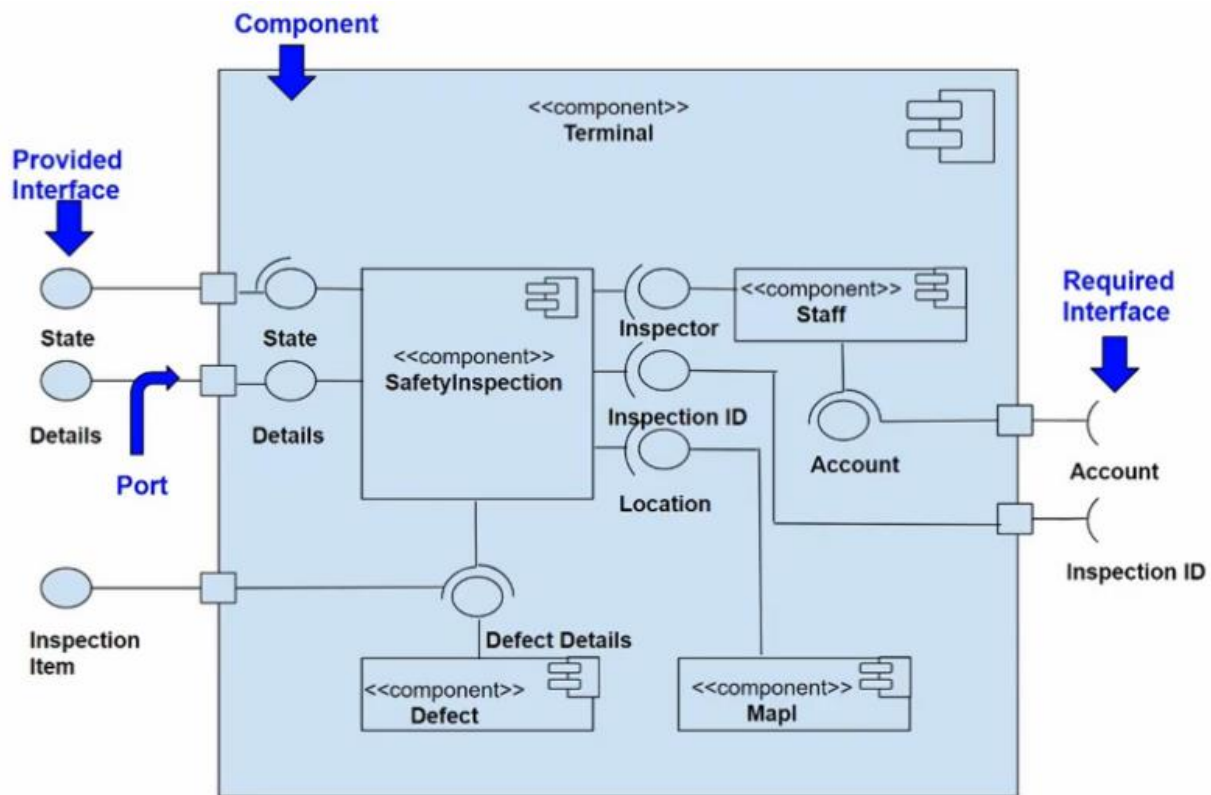 Component
<<component>>
Terminal
Provided
Interface
State
State
<<component>>
SafetyInspection
Inspector
<<component>>
Staff
Required
Interface
Details
Details
Inspection ID
Port
Account
Account
Location
Inspection ID
Inspection
Item
Defect Details
<<component>>
Defect
<<component>>
Mapl